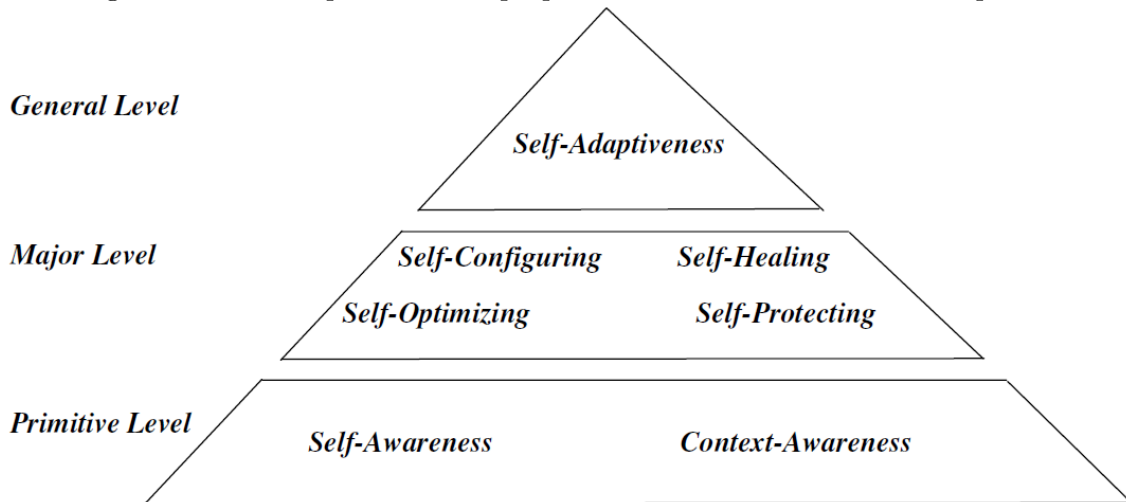 General Level
Self-Adaptiveness
Major Level
Self-Configuring Self-Healing
Self-Optimizing Self-Protecting
Primitive Level
Self-Awareness Context-Awareness